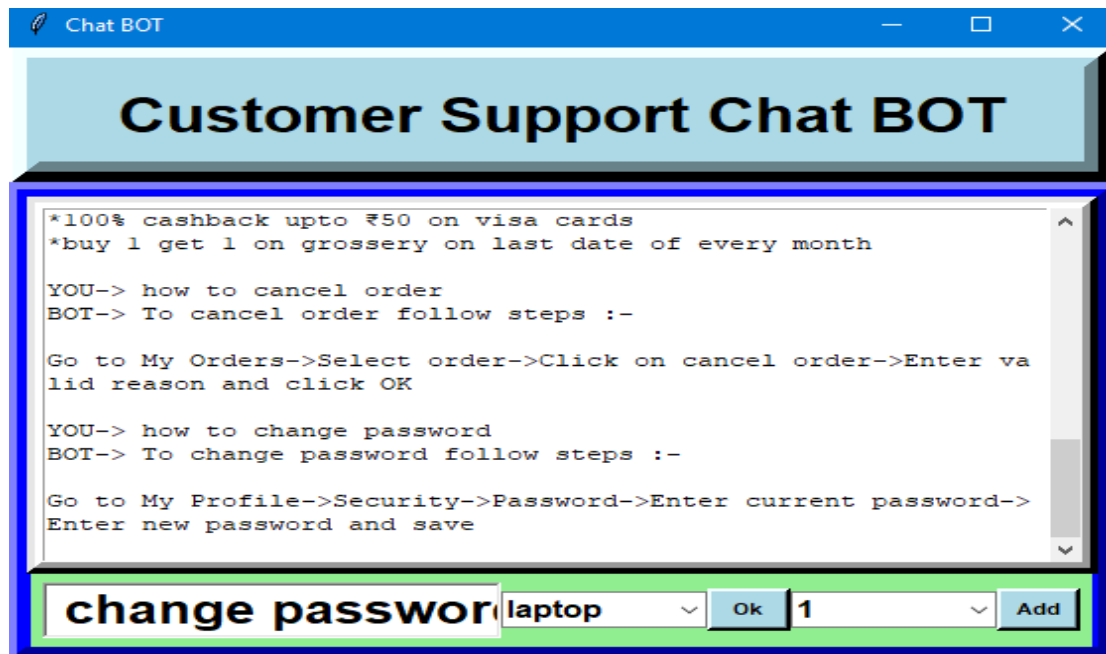 Chat BOT
Customer Support Chat BOT
*100% cashback upto ₹50 on visa cards
*buy 1 get 1 on grossery on last date of every month
YOU-> how to cancel order
BOT-> To cancel order follow steps :-
Go to My Orders->Select order->Click on cancel order->Enter va
lid reason and click OK
YOU-> how to change password
BOT-> To change password follow steps :-
Go to My Profile->Security->Password->Enter current password->
Enter new password and save
change passwor laptop Ok 1 Add